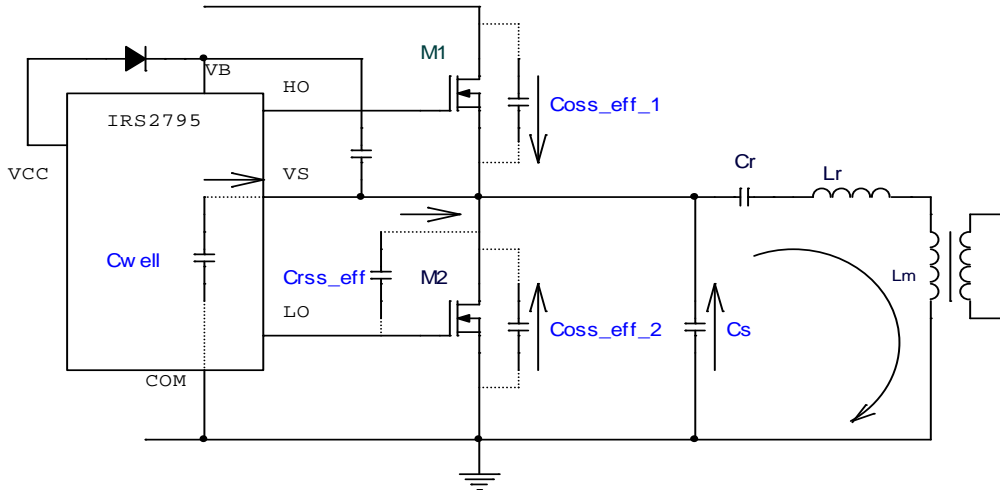 M1
VB
HO
Coss_eff_1
IRS2795
VCC
VS
Cr
Lr
Cwell
Crss_eff
M2
Lm
LO
Coss_eff_2
Cs
COM